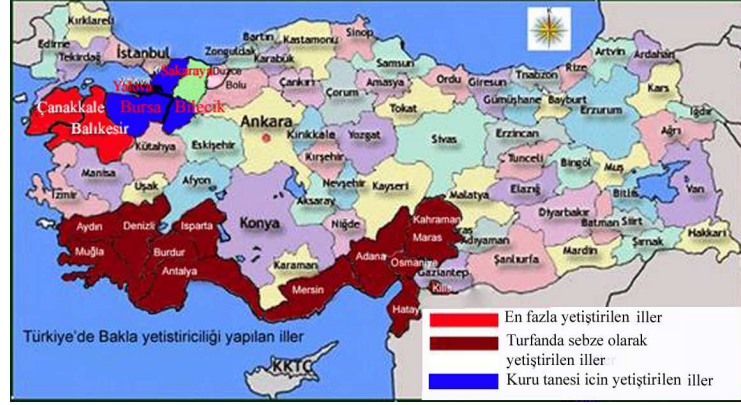 Kırklareli
Edirne
Tekirdağ
İstanbul
Zonguldak
Bartın
Karabük
Kastamonu
Sinop
Samsun
Artvin
Ardahan
Sakarya
Yalova
Düzce
Bolu
Çankırı
Çorum
Amasya
Ordu
Giresun
Trabzon
Rize
Kars
Çanakkale
Balıkesir
Bursa
Bilecik
Ankara
Tokat
Gümüşhane
Bayburt
Erzurum
Iğdır
Kütahya
Eskişehir
Kırıkkale
Yozgat
Sivas
Erzincan
Ağrı
Manisa
Kırşehir
Tunceli
Bingöl
Muş
İzmir
Uşak
Afyon
Nevşehir
Kayseri
Malatya
Elazığ
Bitlis
Van
Aksaray
Aydın
Denizli
Isparta
Konya
Niğde
Kahraman
Maras
Adıyaman
Diyarbakır
Batman
Siirt
Hakkari
Muğla
Burdur
Antalya
Karaman
Mersin
Adana
Osmaniye
Gaziantep
Şanlıurfa
Mardin
Şırnak
Kilis
Hatay
Türkiye'de Bakla yetistiriciliği yapılan iller
KKTC
En fazla yetiştirilen iller
Turfanda sebze olarak
yetiştirilen iller
Kuru tanesi icin yetiştirilen iller